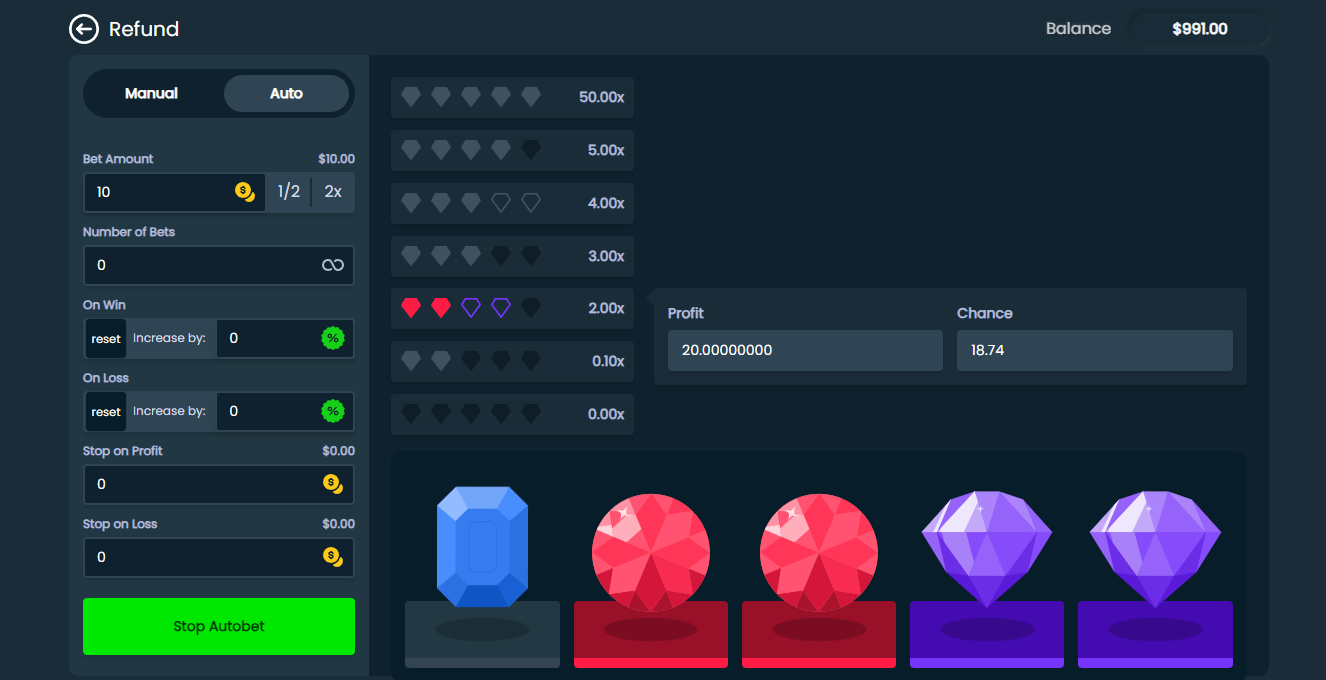 Refund
Balance $991.00
Manual Auto
Bet Amount $10.00
10 1/2 2x
Number of Bets
0
On Win
reset Increase by: 0 %
On Loss
reset Increase by: 0 %
Stop on Profit $0.00
0
Stop on Loss $0.00
0
Stop Autobet
50.00x
5.00x
4.00x
3.00x
2.00x
0.10x
0.00x
Profit Chance
20.00000000 18.74